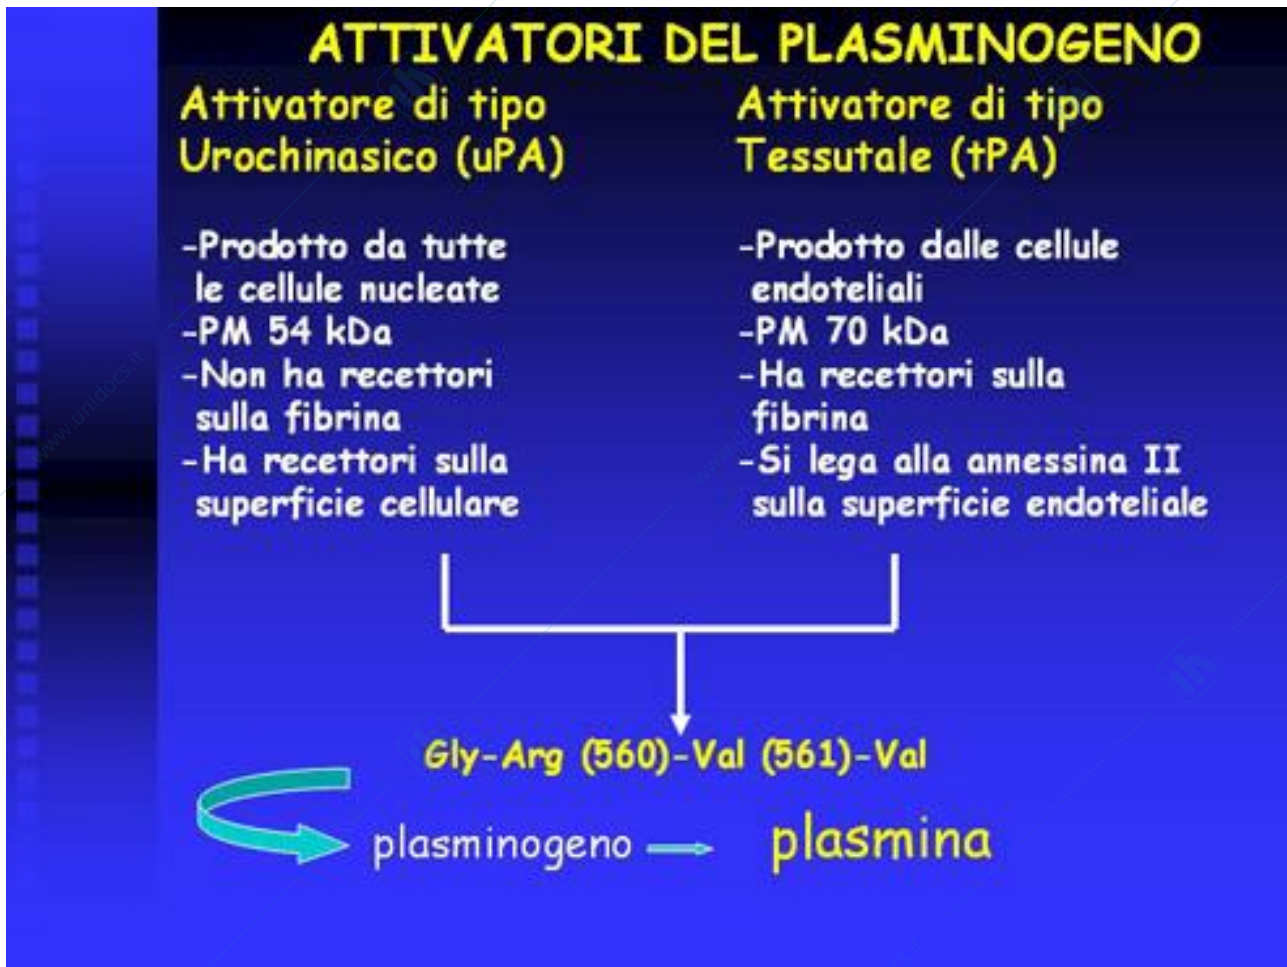 ATTIVATORI DEL PLASMINOGENO
Attivatore di tipo
Urochinasico (uPA)
-Prodotto da tutte
le cellule nucleate
-PM 54 kDa
-Non ha recettori
sulla fibrina
-Ha recettori sulla
superficie cellulare
Attivatore di tipo
Tessutale (tPA)
-Prodotto dalle cellule
endoteliali
-PM 70 kDa
-Ha recettori sulla
fibrina
-Si lega alla annessina II
sulla superficie endoteliale
Gly-Arg (560)-Val (561)-Val
plasminogeno
plasmina
www.unidocs.it